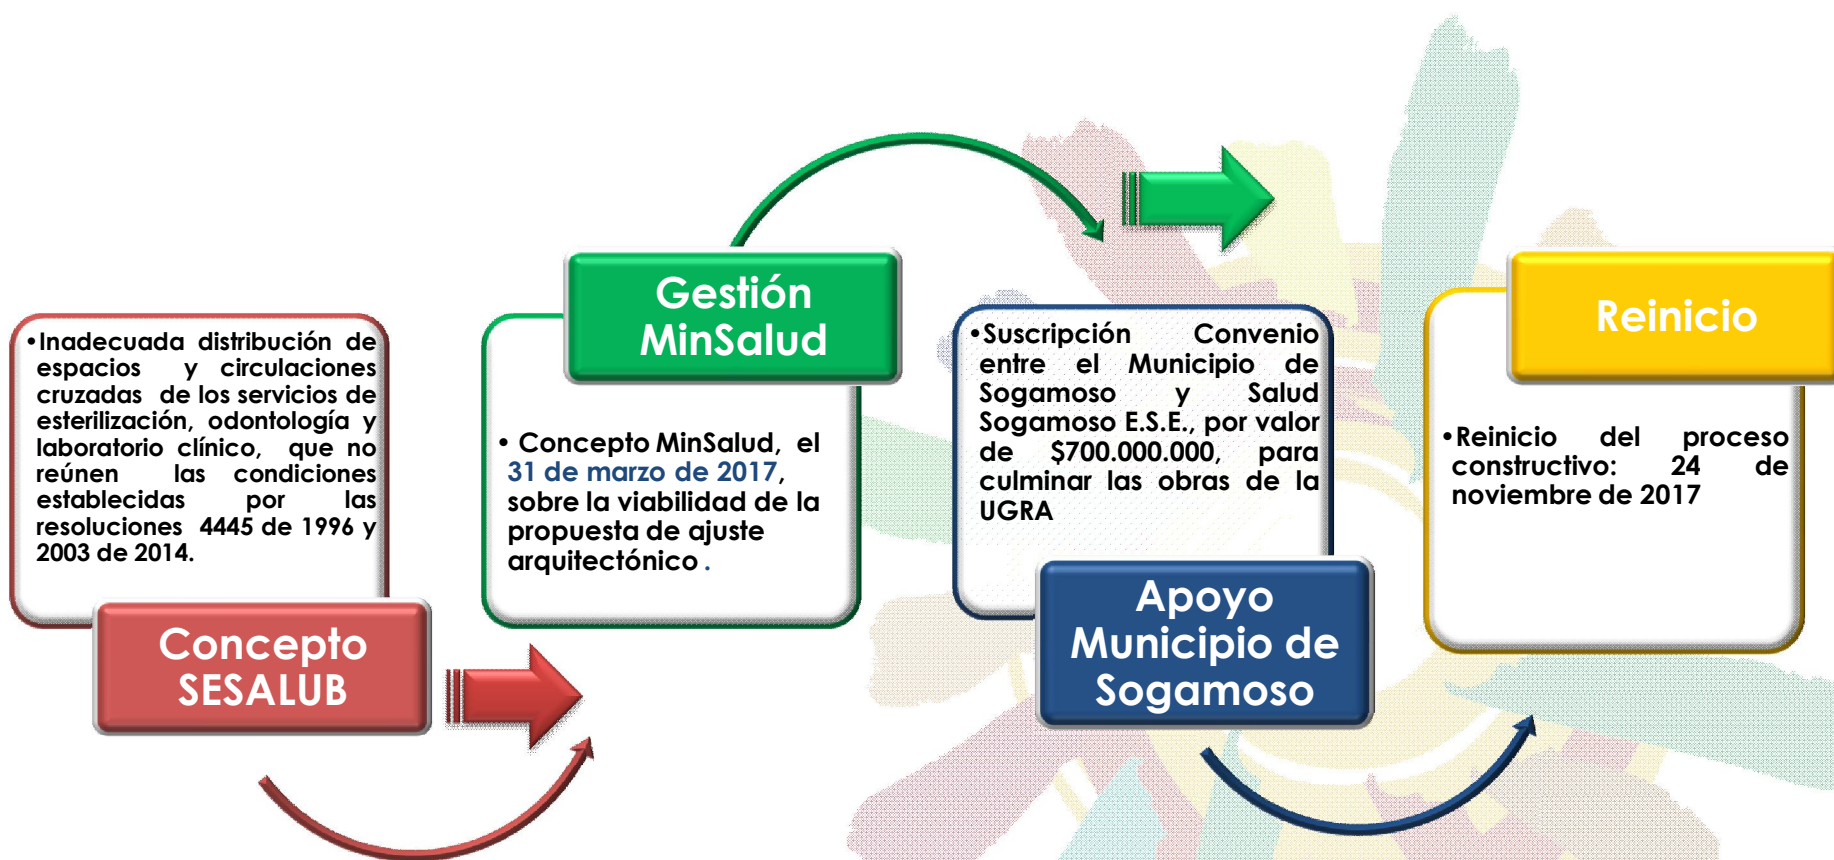 •Inadecuada distribución de
espacios y circulaciones
cruzadas de los servicios de
esterilización, odontología y
laboratorio clínico, que no
reúnen las condiciones
establecidas por las
resoluciones 4445 de 1996 y
2003 de 2014.
Concepto
SESALUB
Gestión
MinSalud
• Concepto MinSalud, el
31 de marzo de 2017,
sobre la viabilidad de la
propuesta de ajuste
arquitectónico .
•Suscripción Convenio
entre el Municipio de
Sogamoso y Salud
Sogamoso E.S.E., por valor
de $700.000.000, para
culminar las obras de la
UGRA
Apoyo
Municipio de
Sogamoso
Reinicio
•Reinicio del proceso
constructivo: 24 de
noviembre de 2017